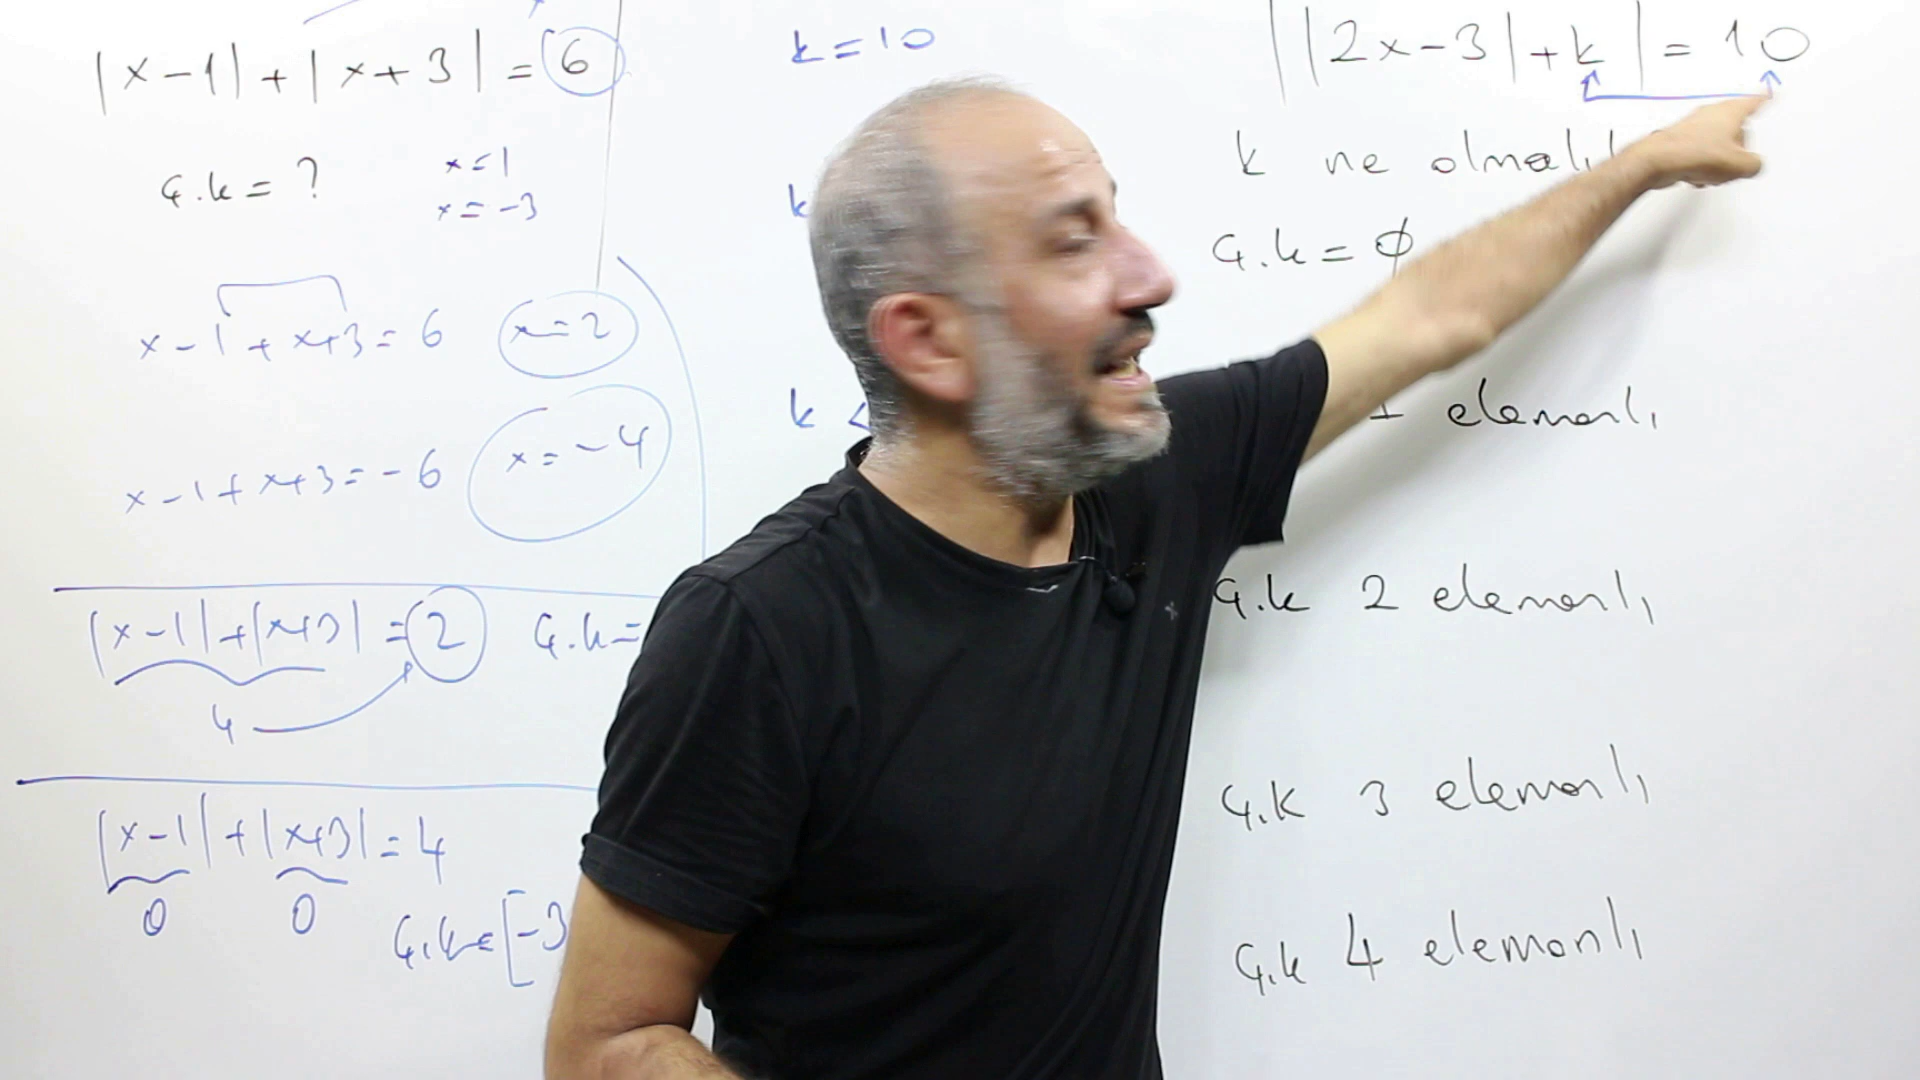 |x-1|+|x+3|=6
Ç.k=?
x=1
x=-3
x-1+x+3=6 x=2
x-1+x+3=-6 x=-4
|x-1|+|x+3|=2 Ç.k=
4
|x-1|+|x+3|=4
0 0
Ç.k=[-3
k=10
k
k <
||2x-3|+k|=10
k ne olmalı
Ç.k=∅
1 elemanlı
Ç.k 2 elemanlı
Ç.k 3 elemanlı
Ç.k 4 elemanlı